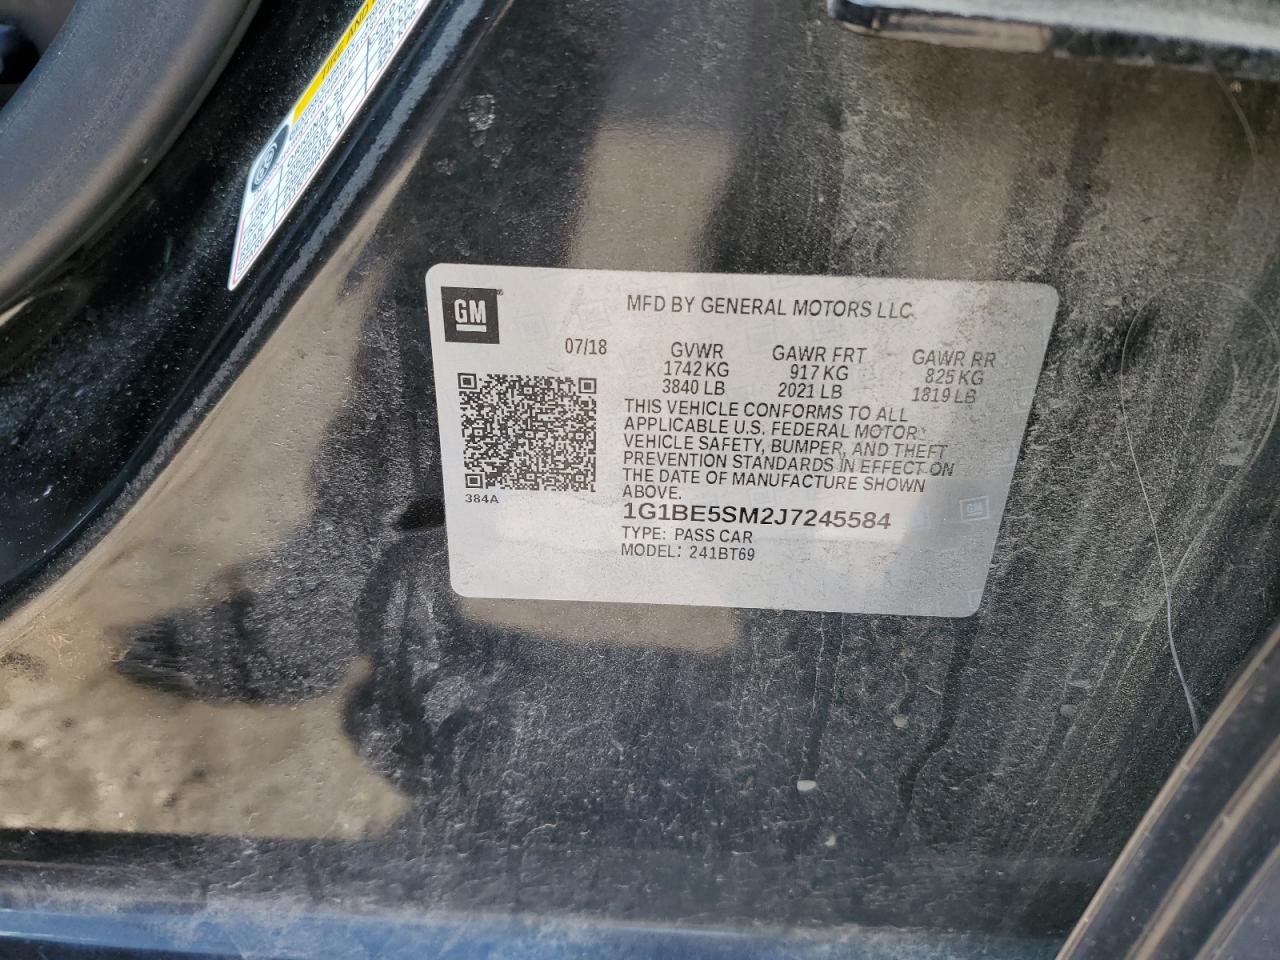 TIRE AND
GM
MFD BY GENERAL MOTORS LLC
07/18 GVWR GAWR FRT GAWR RR
1742 KG 917 KG 825 KG
3840 LB 2021 LB 1819 LB
THIS VEHICLE CONFORMS TO ALL
APPLICABLE U.S. FEDERAL MOTOR
VEHICLE SAFETY, BUMPER, AND THEFT
PREVENTION STANDARDS IN EFFECT ON
THE DATE OF MANUFACTURE SHOWN
ABOVE.
384A
1G1BE5SM2J7245584
TYPE: PASS CAR
MODEL: 241BT69